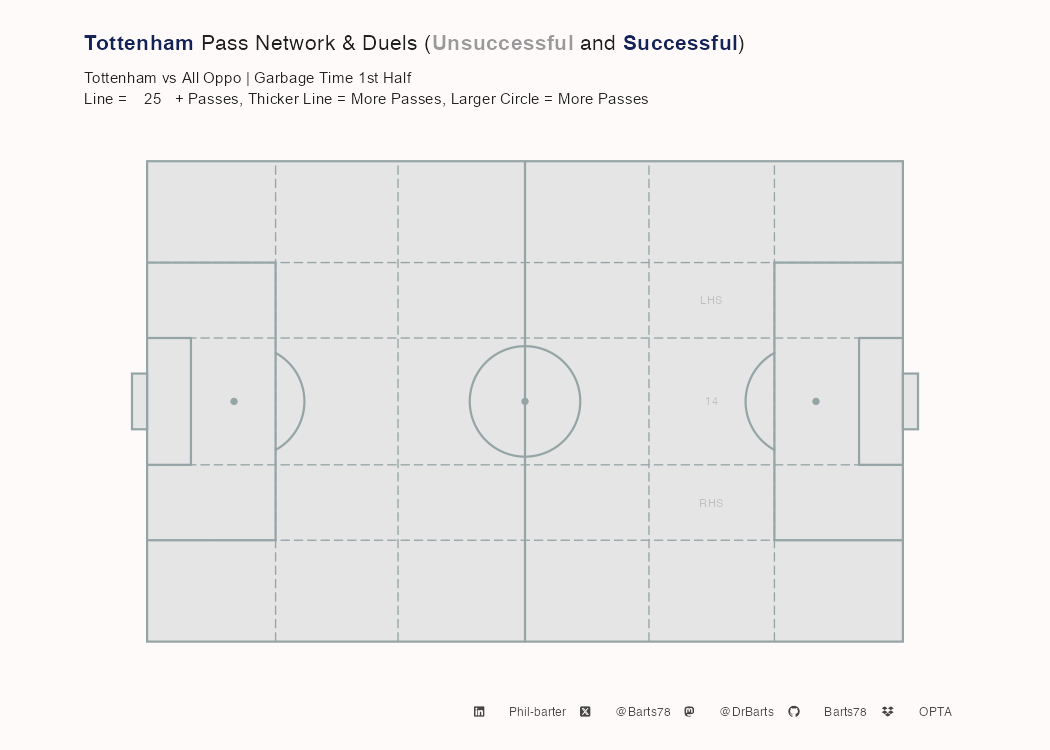 Tottenham Pass Network & Duels (Unsuccessful and Successful)
Tottenham vs All Oppo | Garbage Time 1st Half
Line = 25 + Passes, Thicker Line = More Passes, Larger Circle = More Passes
LHS
14
RHS
Phil-barter @Barts78 @DrBarts Barts78 OPTA